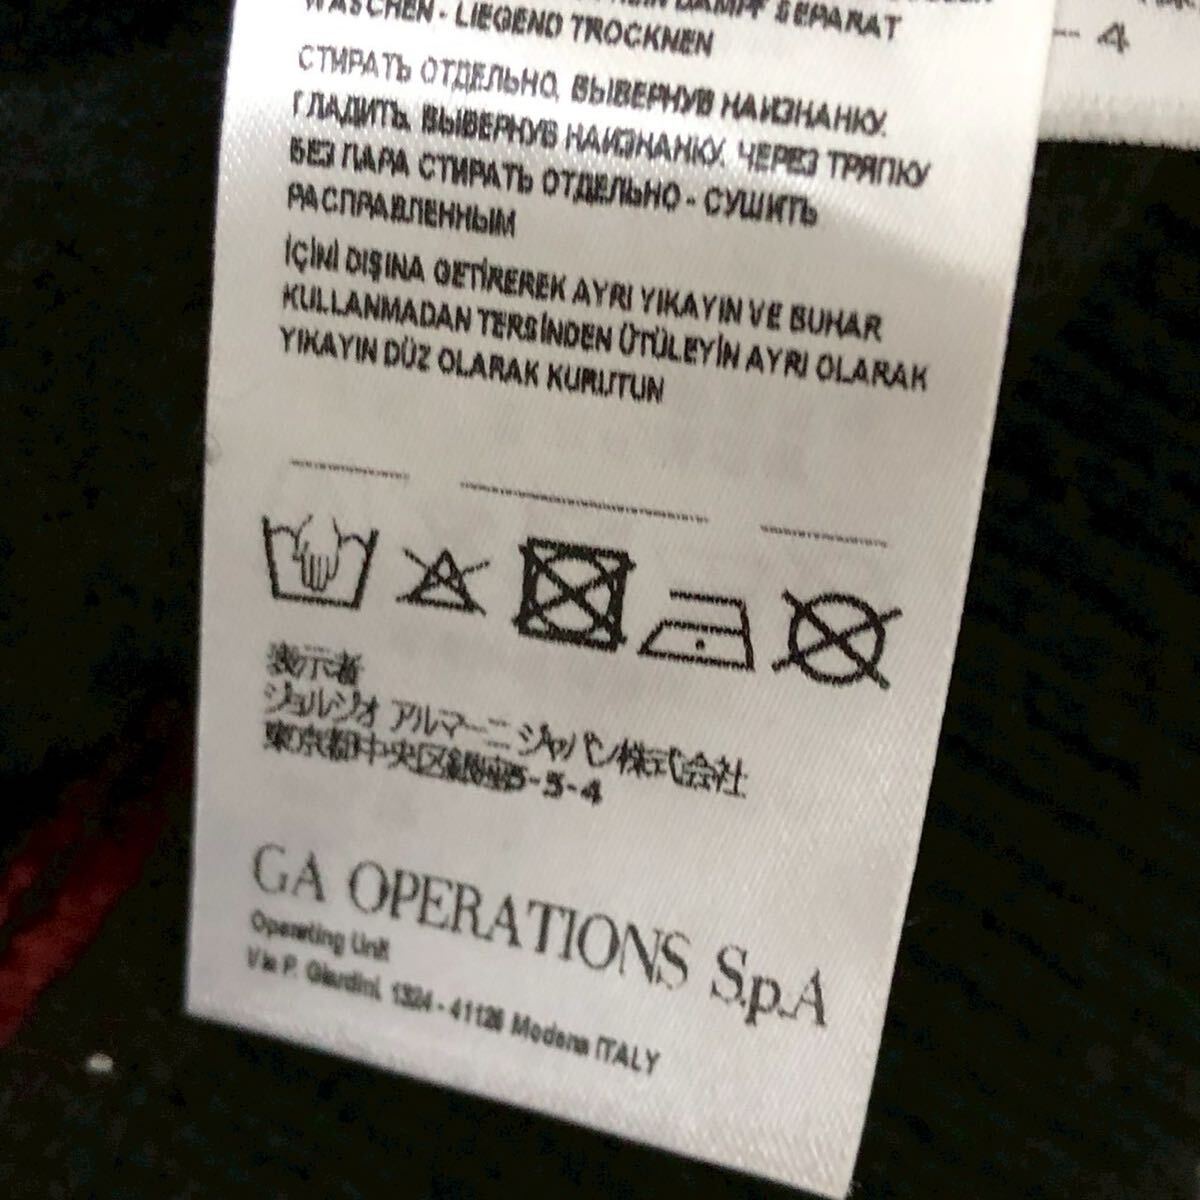 DAMPF SEPARAT
WASCHEN - LIEGEND TROCKNEN
СТИРАТЬ ОТДЕЛЬНО, ВЫВЕРНУВ НАИЗНАНКУ.
ГЛАДИТЬ, ВЫВЕРНУВ НАИЗНАНКУ, ЧЕРЕЗ ТРЯПКУ
БЕЗ ПАРА СТИРАТЬ ОТДЕЛЬНО - СУШИТЬ
РАСПРАВЛЕННЫМ
İÇİNİ DIŞINA GETİREREK AYRI YIKAYIN VE BUHAR
KULLANMADAN TERSİNDEN ÜTÜLEYİN AYRI OLARAK
YIKAYIN DÜZ OLARAK KURUTUN
表示者
ジョルジオ アルマーニ ジャパン株式会社
東京都中央区銀座5-5-4
GA OPERATIONS S.p.A
Operating Unit
Via P. Giardini, 1324 - 41126 Modena ITALY
- 4